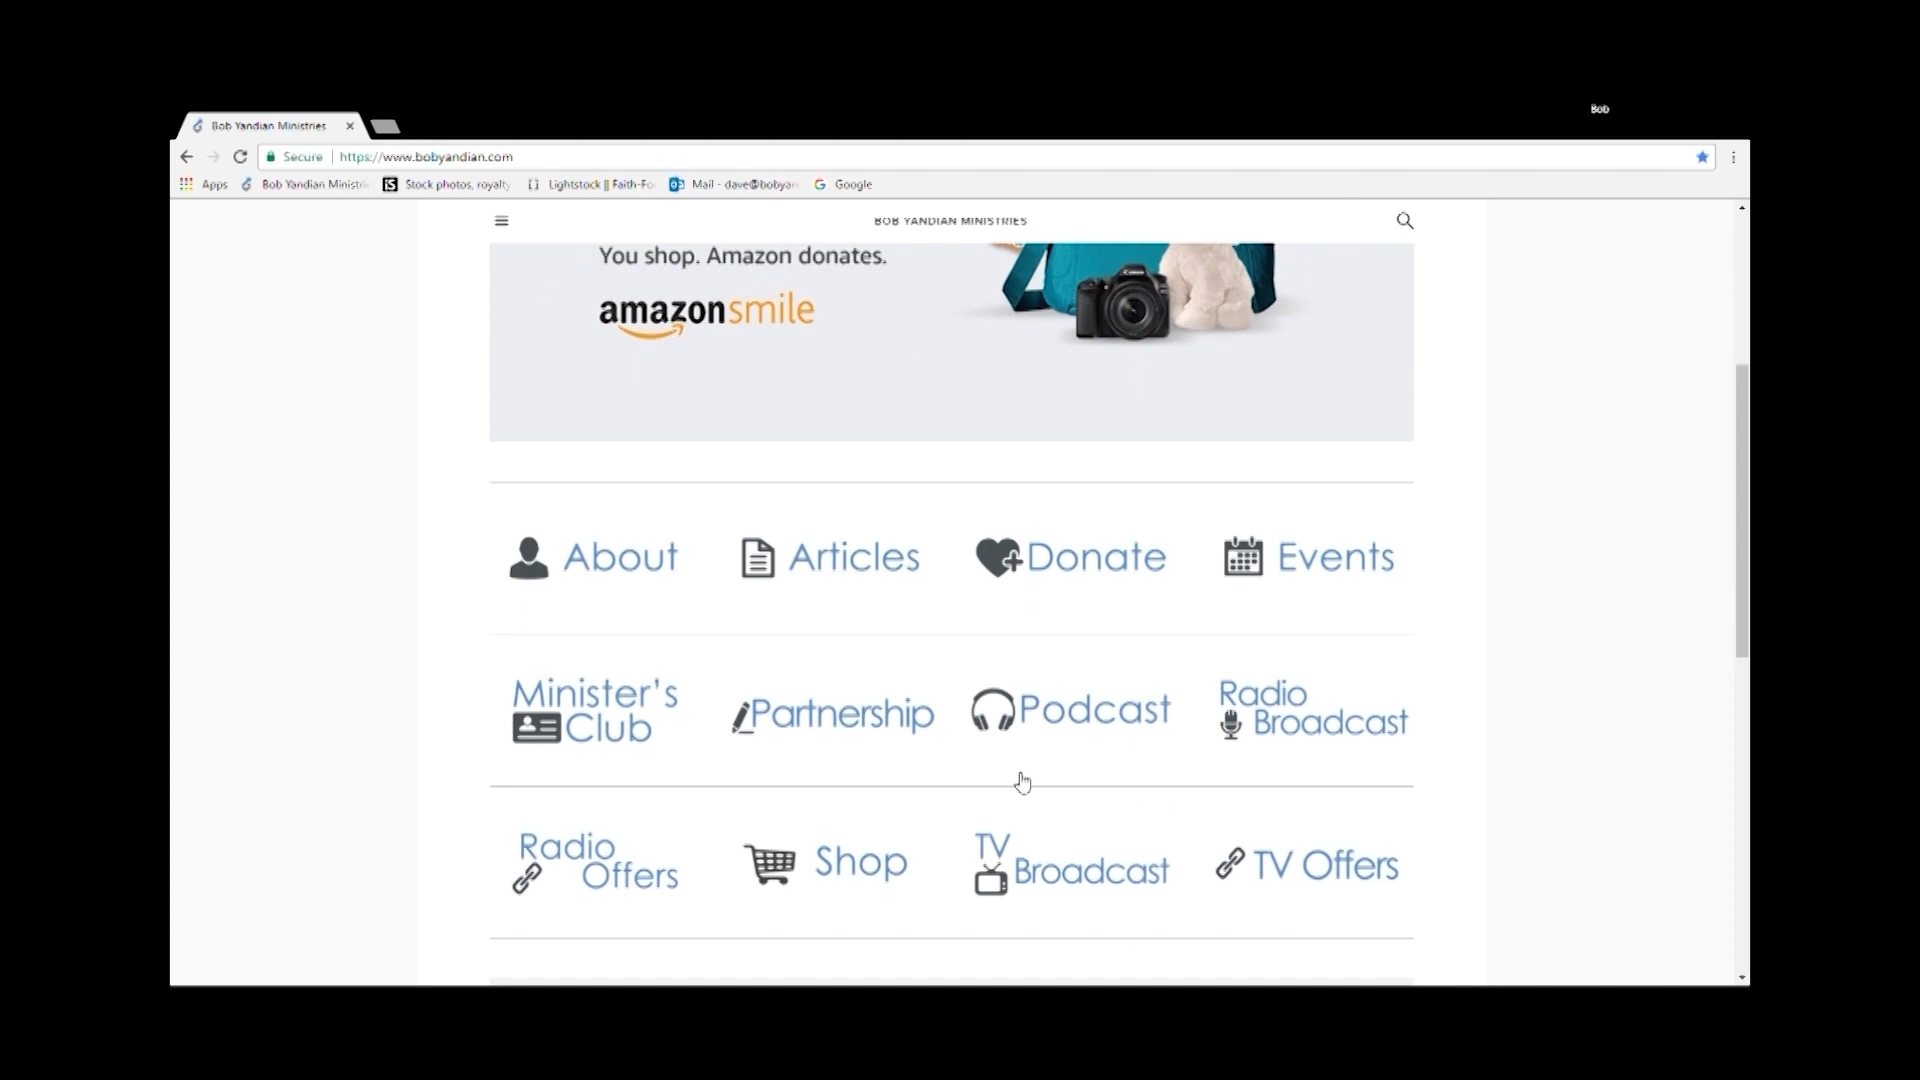 Bob
Bob Yandian Ministries
Secure https://www.bobyandian.com
Apps Bob Yandian Ministri Stock photos, royalty Lightstock || Faith-Fo Mail - dave@bobyan Google
BOB YANDIAN MINISTRIES
You shop. Amazon donates.
amazonsmile
Canon
About Articles Donate Events
Minister's
Club
Partnership
Podcast
Radio
Broadcast
Radio
Offers
Shop
TV
Broadcast
TV Offers